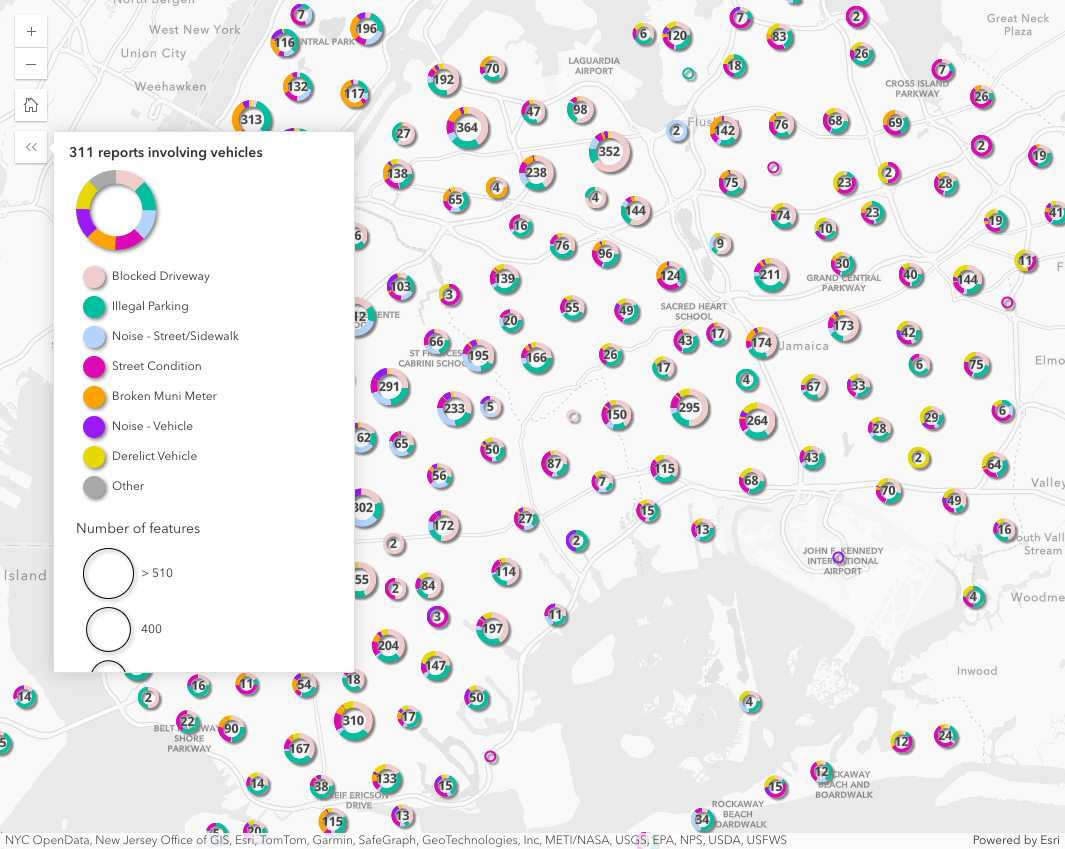 North Bergen
West New York
Union City
Weehawken
CENTRAL PARK
LAGUARDIA
AIRPORT
Great Neck
Plaza
CROSS ISLAND
PARKWAY
7
196
116
132
117
313
192
70
6
120
7
83
2
26
18
7
26
27
364
47
98
2
142
76
68
69
2
19
352
138
238
4
65
4
144
75
23
2
28
16
74
23
19
41
10
76
96
9
11
311 reports involving vehicles
Blocked Driveway
Illegal Parking
Noise - Street/Sidewalk
Street Condition
Broken Muni Meter
Noise - Vehicle
Derelict Vehicle
Other
Number of features
> 510
400
103
3
139
124
211
30
GRAND CENTRAL
PARKWAY
40
144
SACRED HEART
SCHOOL
20
55
49
173
42
66
ST FRANCES
CABRINI SCHOOL
195
166
26
43
17
174
Jamaica
17
4
6
75
Elmo
291
233
5
150
295
264
67
33
28
29
6
62
65
50
87
115
43
2
64
56
7
68
70
49
Valley
302
172
27
15
13
16
South Valley
Stream
2
2
JOHN F. KENNEDY
INTERNATIONAL
AIRPORT
55
114
2
84
3
11
4
Woodme
Island
197
204
147
Inwood
14
2
16
11
54
18
50
4
22
90
310
17
BELT PARKWAY
SHORE
PARKWAY
167
12
24
14
38
133
15
15
12
ROCKAWAY
BEACH AND
BOARDWALK
LEIF ERICSON
DRIVE
115
13
34
ROCKAWAY
BEACH
BOARDWALK
5
20
NYC OpenData, New Jersey Office of GIS, Esri, TomTom, Garmin, SafeGraph, GeoTechnologies, Inc, METI/NASA, USGS, EPA, NPS, USDA, USFWS
Powered by Esri